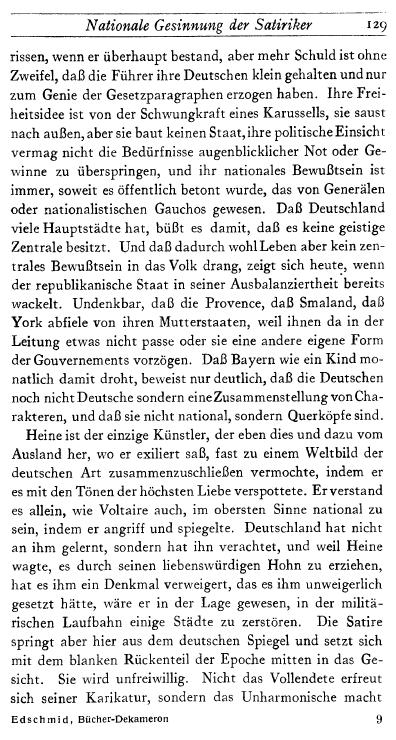 Nationale Gesinnung der Satiriker 129
rissen, wenn er überhaupt bestand, aber mehr Schuld ist ohne
Zweifel, daß die Führer ihre Deutschen klein gehalten und nur
zum Genie der Gesetzparagraphen erzogen haben. Ihre Frei-
heitsidee ist von der Schwungkraft eines Karussells, sie saust
nach außen, aber sie baut keinen Staat, ihre politische Einsicht
vermag nicht die Bedürfnisse augenblicklicher Not oder Ge-
winne zu überspringen, und ihr nationales Bewußtsein ist
immer, soweit es öffentlich betont wurde, das von Generälen
oder nationalistischen Gauchos gewesen. Daß Deutschland
viele Hauptstädte hat, büßt es damit, daß es keine geistige
Zentrale besitzt. Und daß dadurch wohl Leben aber kein zen-
trales Bewußtsein in das Volk drang, zeigt sich heute, wenn
der republikanische Staat in seiner Ausbalanziertheit bereits
wackelt. Undenkbar, daß die Provence, daß Smaland, daß
York abfiele von ihren Mutterstaaten, weil ihnen da in der
Leitung etwas nicht passe oder sie eine andere eigene Form
der Gouvernements vorzögen. Daß Bayern wie ein Kind mo-
natlich damit droht, beweist nur deutlich, daß die Deutschen
noch nicht Deutsche sondern eine Zusammenstellung von Cha-
rakteren, und daß sie nicht national, sondern Querköpfe sind.
Heine ist der einzige Künstler, der eben dies und dazu vom
Ausland her, wo er exiliert saß, fast zu einem Weltbild der
deutschen Art zusammenzuschließen vermochte, indem er
es mit den Tönen der höchsten Liebe verspottete. Er verstand
es allein, wie Voltaire auch, im obersten Sinne national zu
sein, indem er angriff und spiegelte. Deutschland hat nicht
an ihm gelernt, sondern hat ihn verachtet, und weil Heine
wagte, es durch seinen liebenswürdigen Hohn zu erziehen,
hat es ihm ein Denkmal verweigert, das es ihm unweigerlich
gesetzt hätte, wäre er in der Lage gewesen, in der militä-
rischen Laufbahn einige Städte zu zerstören. Die Satire
springt aber hier aus dem deutschen Spiegel und setzt sich
mit dem blanken Rückenteil der Epoche mitten in das Ge-
sicht. Sie wird unfreiwillig. Nicht das Vollendete erfreut
sich seiner Karikatur, sondern das Unharmonische macht
Edschmid, Bücher-Dekameron 9